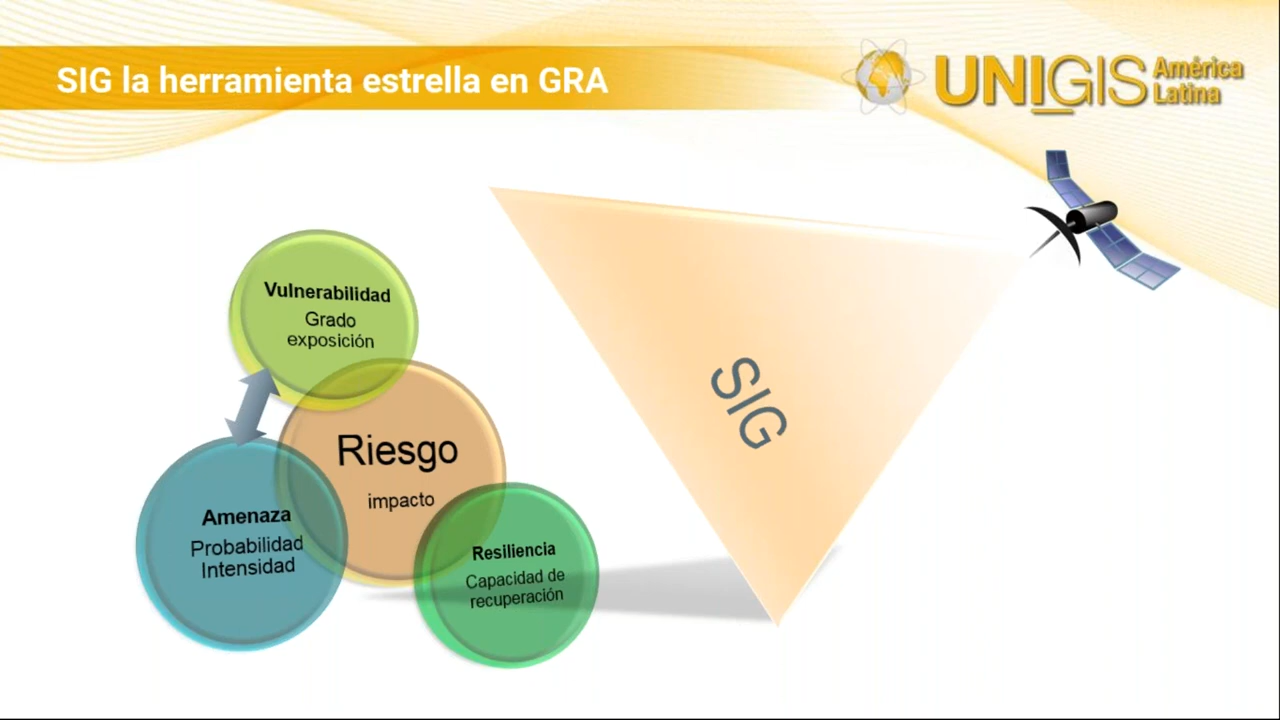 SIG la herramienta estrella en GRA
UNIGIS América
Latina
Vulnerabilidad
Grado
exposición
Riesgo
impacto
Amenaza
Probabilidad
Intensidad
Resiliencia
Capacidad de
recuperación
SIG